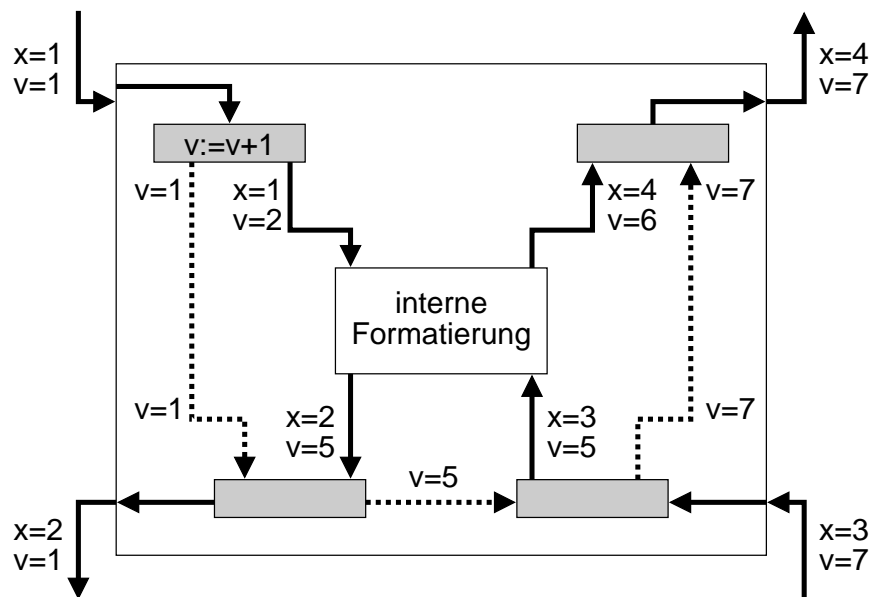 x=1
v=1
x=4
v=7
v:=v+1
v=1
x=1
v=2
x=4
v=6
v=7
interne
Formatierung
v=1
x=2
v=5
x=3
v=5
v=7
v=5
x=2
v=1
x=3
v=7